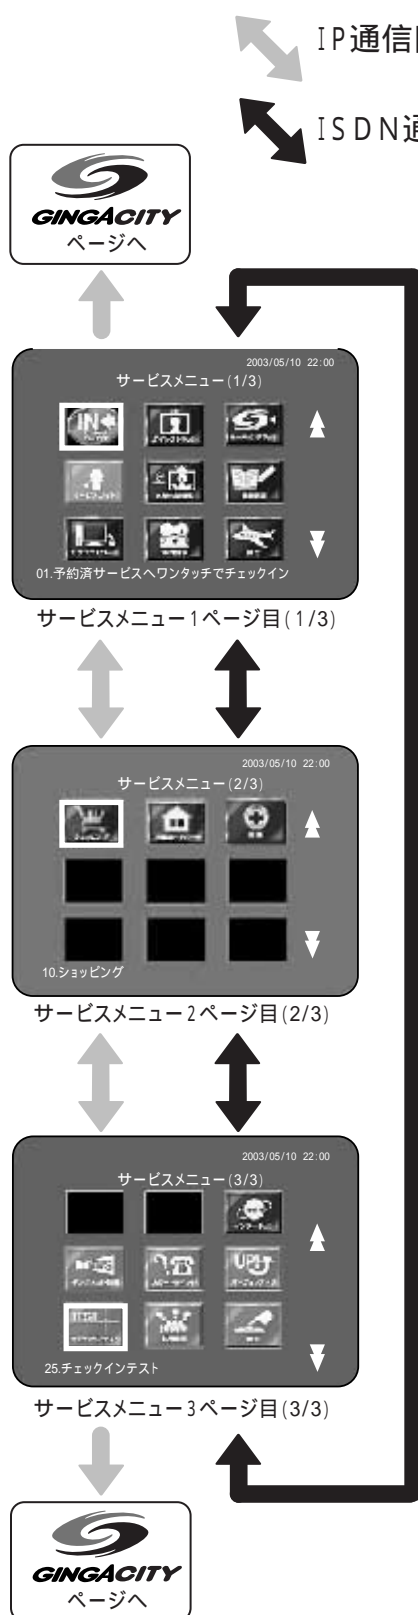 IP通信
ISDN通
GINGACITY
ページへ
2003/05/10 22:00
サービスメニュー(1/3)
IN
01.予約済サービスへワンタッチでチェックイン
サービスメニュー1ページ目(1/3)
2003/05/10 22:00
サービスメニュー(2/3)
10.ショッピング
サービスメニュー2ページ目(2/3)
2003/05/10 22:00
サービスメニュー(3/3)
UP!
25.チェックインテスト
サービスメニュー3ページ目(3/3)
GINGACITY
ページへ